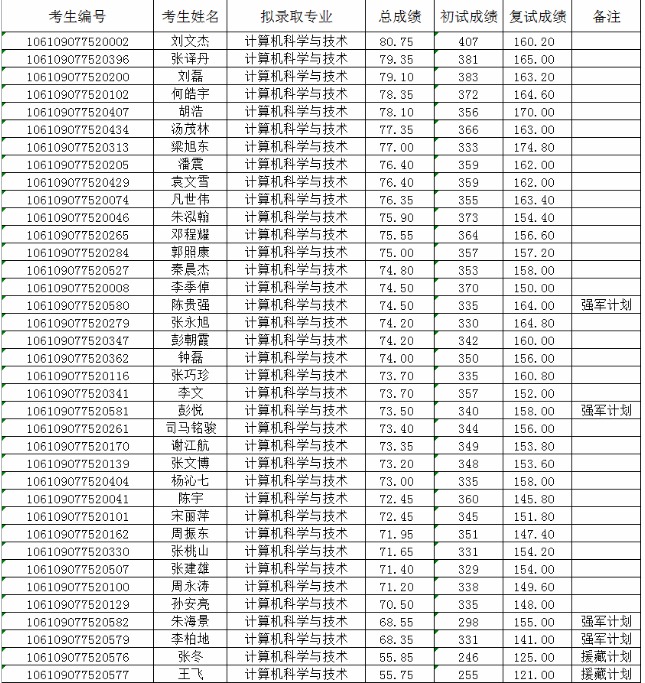 考生编号 考生姓名 拟录取专业 总成绩 初试成绩 复试成绩 备注
106109077520002 刘文杰 计算机科学与技术 80.75 407 160.20
106109077520396 张译丹 计算机科学与技术 79.35 381 165.00
106109077520200 刘磊 计算机科学与技术 79.10 383 163.20
106109077520102 何皓宇 计算机科学与技术 78.35 372 164.60
106109077520407 胡浩 计算机科学与技术 78.10 356 170.00
106109077520434 汤茂林 计算机科学与技术 77.35 366 163.00
106109077520313 梁旭东 计算机科学与技术 77.00 333 174.80
106109077520205 潘震 计算机科学与技术 76.40 359 162.00
106109077520429 袁文雪 计算机科学与技术 76.40 359 162.00
106109077520074 凡世伟 计算机科学与技术 76.35 355 163.40
106109077520046 朱泓翰 计算机科学与技术 75.90 373 154.40
106109077520265 邓程耀 计算机科学与技术 75.55 364 156.60
106109077520284 郭昭康 计算机科学与技术 75.00 357 157.20
106109077520527 秦晨杰 计算机科学与技术 74.80 353 158.00
106109077520008 李季倬 计算机科学与技术 74.50 370 150.00
106109077520580 陈贵强 计算机科学与技术 74.50 335 164.00 强军计划
106109077520279 张永旭 计算机科学与技术 74.20 330 164.80
106109077520347 彭朝霞 计算机科学与技术 74.20 342 160.00
106109077520362 钟磊 计算机科学与技术 74.00 350 156.00
106109077520116 张巧珍 计算机科学与技术 73.70 335 160.80
106109077520341 李文 计算机科学与技术 73.70 357 152.00
106109077520581 彭悦 计算机科学与技术 73.50 340 158.00 强军计划
106109077520261 司马铭骏 计算机科学与技术 73.40 344 156.00
106109077520170 谢江航 计算机科学与技术 73.35 349 153.80
106109077520139 张文博 计算机科学与技术 73.20 348 153.60
106109077520404 杨沁七 计算机科学与技术 73.00 335 158.00
106109077520041 陈宇 计算机科学与技术 72.45 360 145.80
106109077520101 宋丽萍 计算机科学与技术 72.45 345 151.80
106109077520162 周振东 计算机科学与技术 71.95 351 147.40
106109077520330 张桃山 计算机科学与技术 71.65 331 154.20
106109077520507 张建雄 计算机科学与技术 71.40 329 154.00
106109077520100 周永涛 计算机科学与技术 71.20 338 149.60
106109077520129 孙安亮 计算机科学与技术 70.50 335 148.00
106109077520582 朱海景 计算机科学与技术 68.55 298 155.00 强军计划
106109077520579 李柏地 计算机科学与技术 68.35 331 141.00 强军计划
106109077520576 张冬 计算机科学与技术 55.85 246 125.00 援藏计划
106109077520577 王飞 计算机科学与技术 55.75 255 121.00 援藏计划